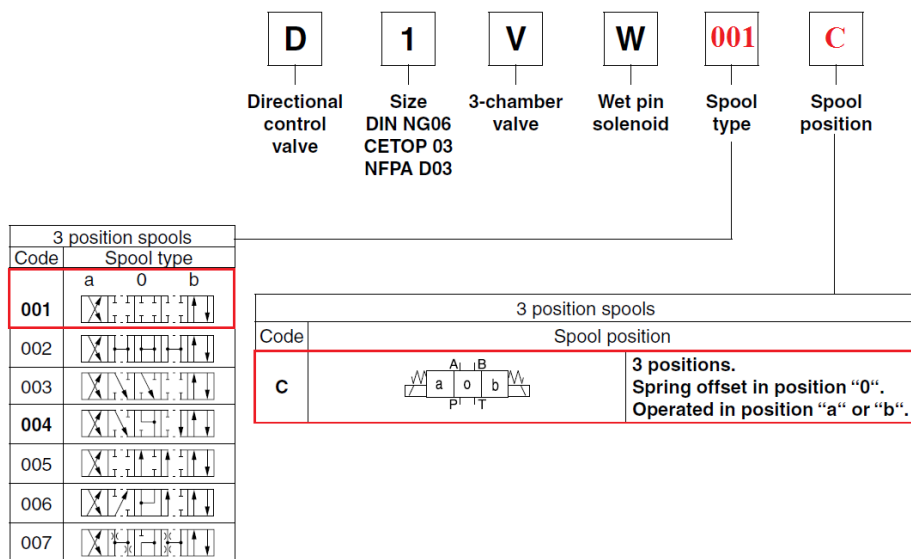 D 1 V W 001 C
Directional control valve
Size DIN NG06 CETOP 03 NFPA D03
3-chamber valve
Wet pin solenoid
Spool type
Spool position
3 position spools
Code Spool type
a 0 b
001
002
003
004
005
006
007
3 position spools
Code Spool position
C
A B
a o b
P T
3 positions.
Spring offset in position “0“.
Operated in position “a“ or “b“.